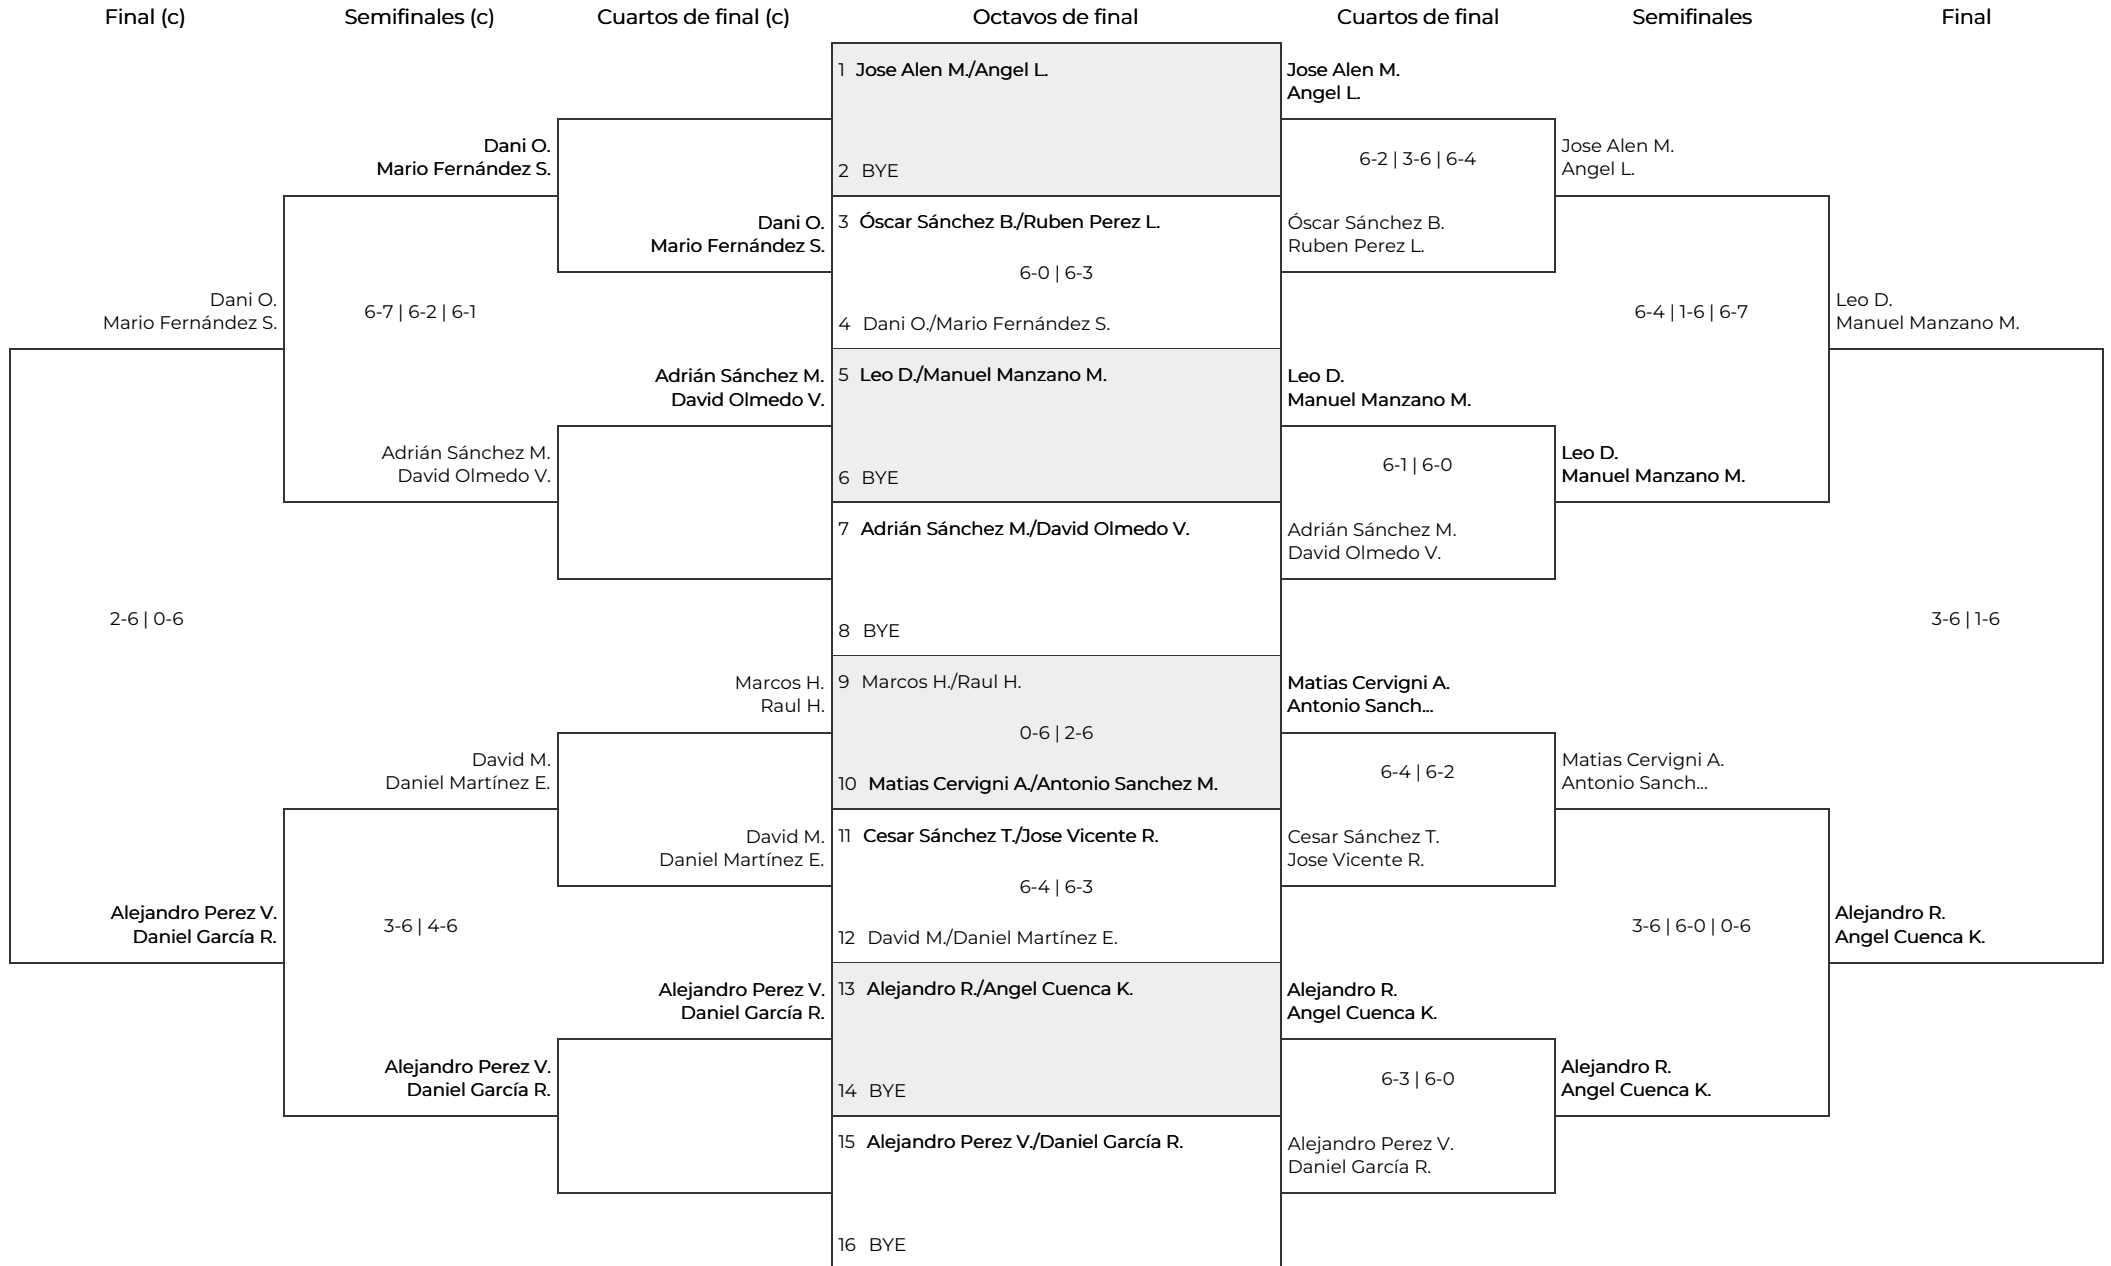 Final (c) Semifinales (c) Cuartos de final (c) Octavos de final Cuartos de final Semifinales Final
1 Jose Alen M./Angel L.
2 BYE
3 Óscar Sánchez B./Ruben Perez L.
6-0 | 6-3
4 Dani O./Mario Fernández S.
5 Leo D./Manuel Manzano M.
6 BYE
7 Adrián Sánchez M./David Olmedo V.
8 BYE
9 Marcos H./Raul H.
0-6 | 2-6
10 Matias Cervigni A./Antonio Sanchez M.
11 Cesar Sánchez T./Jose Vicente R.
6-4 | 6-3
12 David M./Daniel Martínez E.
13 Alejandro R./Angel Cuenca K.
14 BYE
15 Alejandro Perez V./Daniel García R.
16 BYE
Dani O.
Mario Fernández S.
6-7 | 6-2 | 6-1
Adrián Sánchez M.
David Olmedo V.
Dani O.
Mario Fernández S.
Adrián Sánchez M.
David Olmedo V.
Marcos H.
Raul H.
David M.
Daniel Martínez E.
Alejandro Perez V.
Daniel García R.
David M.
Daniel Martínez E.
3-6 | 4-6
Alejandro Perez V.
Daniel García R.
Dani O.
Mario Fernández S.
2-6 | 0-6
Alejandro Perez V.
Daniel García R.
Jose Alen M.
Angel L.
6-2 | 3-6 | 6-4
Óscar Sánchez B.
Ruben Perez L.
Leo D.
Manuel Manzano M.
6-1 | 6-0
Adrián Sánchez M.
David Olmedo V.
Matias Cervigni A.
Antonio Sanch...
6-4 | 6-2
Cesar Sánchez T.
Jose Vicente R.
Alejandro R.
Angel Cuenca K.
6-3 | 6-0
Alejandro Perez V.
Daniel García R.
Jose Alen M.
Angel L.
6-4 | 1-6 | 6-7
Leo D.
Manuel Manzano M.
Matias Cervigni A.
Antonio Sanch...
3-6 | 6-0 | 0-6
Alejandro R.
Angel Cuenca K.
Leo D.
Manuel Manzano M.
3-6 | 1-6
Alejandro R.
Angel Cuenca K.